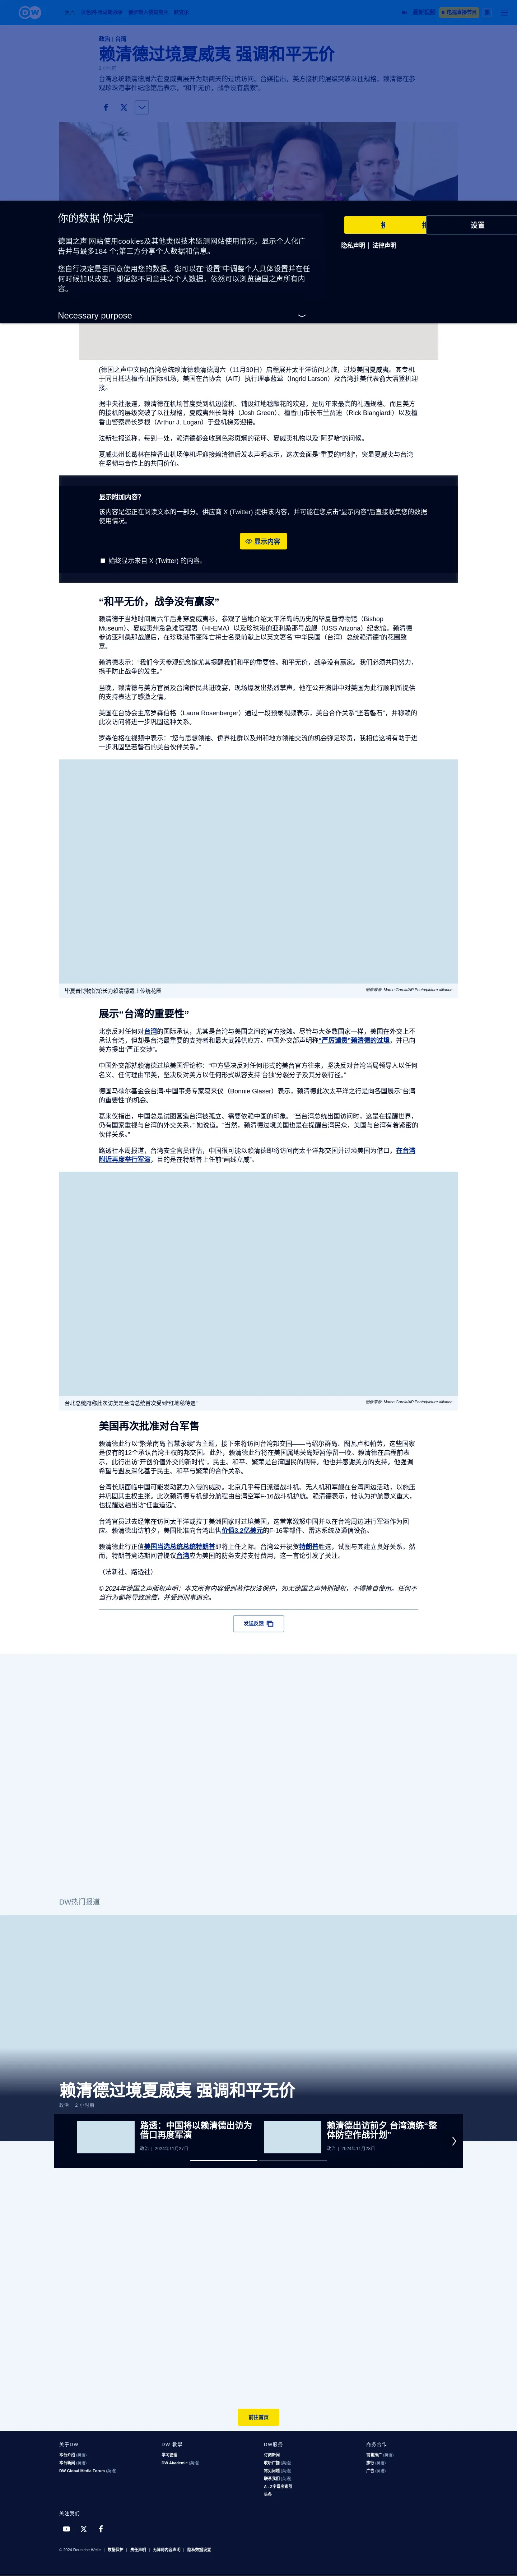 最新视频
电视直播节目
政治 | 台湾
赖清德过境夏威夷 强调和平无价
台湾总统赖清德周六在夏威夷展开为期两天的过境访问。台媒指出，美方接机的层级突破以往规格。赖清德在参观珍珠港事件纪念馆后表示，“和平无价，战争没有赢家”。
你的数据 你决定
德国之声‘网站使用cookies及其他类似技术监测网站使用情况，显示个人化广告并与最多184 个;第三方分享个人数据和信息。
您自行决定是否同意使用您的数据。您可以在“设置”中调整个人具体设置并在任何时候加以改变。即便您不同意共享个人数据，依然可以浏览德国之声所有内容。
Necessary purpose
设置
隐私声明 | 法律声明
(德国之声中文网)台湾总统赖清德赖清德周六（11月30日）启程展开太平洋访问之旅，过境美国夏威夷。其专机于同日抵达檀香山国际机场，美国在台协会（AIT）执行理事蓝莺（Ingrid Larson）及台湾驻美代表俞大㵢登机迎接。
据中央社报道，赖清德在机场首度受到机边接机、铺设红地毯献花的欢迎，是历年来最高的礼遇规格。而且美方的接机的层级突破了以往规格，夏威夷州长葛林（Josh Green）、檀香山市长布兰贾迪（Rick Blangiardi）以及檀香山警察局长罗根（Arthur J. Logan）于登机梯旁迎接。
法新社报道称，每到一处，赖清德都会收到色彩斑斓的花环、夏威夷礼物以及“阿罗哈”的问候。
夏威夷州长葛林在檀香山机场停机坪迎接赖清德后发表声明表示，这次会面是“重要的时刻”，突显夏威夷与台湾在坚韧与合作上的共同价值。
显示附加内容?
该内容是您正在阅读文本的一部分。供应商 X (Twitter) 提供该内容，并可能在您点击“显示内容”后直接收集您的数据使用情况。
显示内容
始终显示来自 X (Twitter) 的内容。
“和平无价，战争没有赢家”
赖清德于当地时间周六午后身穿夏威夷衫，参观了当地介绍太平洋岛屿历史的毕夏普博物馆（Bishop Museum）、夏威夷州急急难管理署（HI-EMA）以及珍珠港的亚利桑那号战舰（USS Arizona）纪念馆。赖清德参访亚利桑那战舰后，在珍珠港事变阵亡将士名录前献上以英文署名“中华民国（台湾）总统赖清德”的花圈致意。
赖清德表示：“我们今天参观纪念馆尤其提醒我们和平的重要性。和平无价，战争没有赢家。我们必须共同努力，携手防止战争的发生。”
当晚，赖清德与美方官员及台湾侨民共进晚宴，现场爆发出热烈掌声。他在公开演讲中对美国为此行顺利所提供的支持表达了感激之情。
美国在台协会主席罗森伯格（Laura Rosenberger）通过一段预录视频表示，美台合作关系“坚若磐石”，并称赖的此次访问将进一步巩固这种关系。
罗森伯格在视频中表示：“您与思想领袖、侨界社群以及州和地方领袖交流的机会弥足珍贵，我相信这将有助于进一步巩固坚若磐石的美台伙伴关系。”
毕夏普博物馆馆长为赖清德戴上传统花圈
图像来源: Marco Garcia/AP Photo/picture alliance
展示“台湾的重要性”
北京反对任何对台湾的国际承认，尤其是台湾与美国之间的官方接触。尽管与大多数国家一样，美国在外交上不承认台湾，但却是台湾最重要的支持者和最大武器供应方。中国外交部声明称“严厉谴责”赖清德的过境，并已向美方提出“严正交涉”。
中国外交部就赖清德过境美国评论称：“中方坚决反对任何形式的美台官方往来，坚决反对台湾当局领导人以任何名义、任何理由窜美，坚决反对美方以任何形式纵容支持‘台独’分裂分子及其分裂行径。”
德国马歇尔基金会台湾-中国事务专家葛来仪（Bonnie Glaser）表示，赖清德此次太平洋之行是向各国展示“台湾的重要性”的机会。
葛来仪指出，中国总是试图营造台湾被孤立、需要依赖中国的印象。“当台湾总统出国访问时，这是在提醒世界，仍有国家重视与台湾的外交关系，” 她说道。“当然，赖清德过境美国也是在提醒台湾民众，美国与台湾有着紧密的伙伴关系。”
路透社本周报道，台湾安全官员评估，中国很可能以赖清德即将访问南太平洋邦交国并过境美国为借口，在台湾附近再度举行军演，目的是在特朗普上任前“画线立威”。
台北总统府称此次访美是台湾总统首次受到“红地毯待遇”
图像来源: Marco Garcia/AP Photo/picture alliance
美国再次批准对台军售
赖清德此行以“繁荣南岛 智慧永续”为主题，接下来将访问台湾邦交国——马绍尔群岛、图瓦卢和帕劳，这些国家是仅有的12个承认台湾主权的邦交国。此外，赖清德此行将在美国属地关岛短暂停留一晚。赖清德在启程前表示，此行出访“开创价值外交的新时代”，民主、和平、繁荣是台湾国民的期待。他也并感谢美方的支持。他强调希望与盟友深化基于民主、和平与繁荣的合作关系。
台湾长期面临中国可能发动武力入侵的威胁。北京几乎每日派遣战斗机、无人机和军舰在台湾周边活动，以施压并巩固其主权主张。此次赖清德专机部分航程由台湾空军F-16战斗机护航。赖清德表示，他认为护航意义重大，也提醒这趟出访“任重道远”。
台湾官员过去经常在访问太平洋或拉丁美洲国家时过境美国，这常常激怒中国并以在台湾周边进行军演作为回应。赖清德出访前夕，美国批准向台湾出售价值3.2亿美元的F-16零部件、雷达系统及通信设备。
赖清德此行正值美国当选总统总统特朗普即将上任之际。台湾公开祝贺特朗普胜选，试图与其建立良好关系。然而，特朗普竞选期间曾提议台湾应为美国的防务支持支付费用，这一言论引发了关注。
（法新社、路透社）
© 2024年德国之声版权声明：本文所有内容受到著作权法保护，如无德国之声特别授权，不得擅自使用。任何不当行为都将导致追偿，并受到刑事追究。
发送反馈
DW热门报道
赖清德过境夏威夷 强调和平无价
政治 | 2 小时前
路透：中国将以赖清德出访为借口再度军演
政治 | 2024年11月27日
赖清德出访前夕 台湾演练“整体防空作战计划”
政治 | 2024年11月28日
前往首页
关于DW
本台介绍 (英语)
本台新闻 (英语)
DW Global Media Forum (英语)
DW 教学
学习德语
DW Akademie (英语)
DW服务
订阅新闻
收听广播 (英语)
常见问题 (英语)
联系我们 (英语)
A - Z字母序索引
头条
商务合作
销售推广 (英语)
旅行 (英语)
广告 (英语)
关注我们
© 2024 Deutsche Welle | 数据保护 | 责任声明 | 无障碍内容声明 | 隐私数据设置